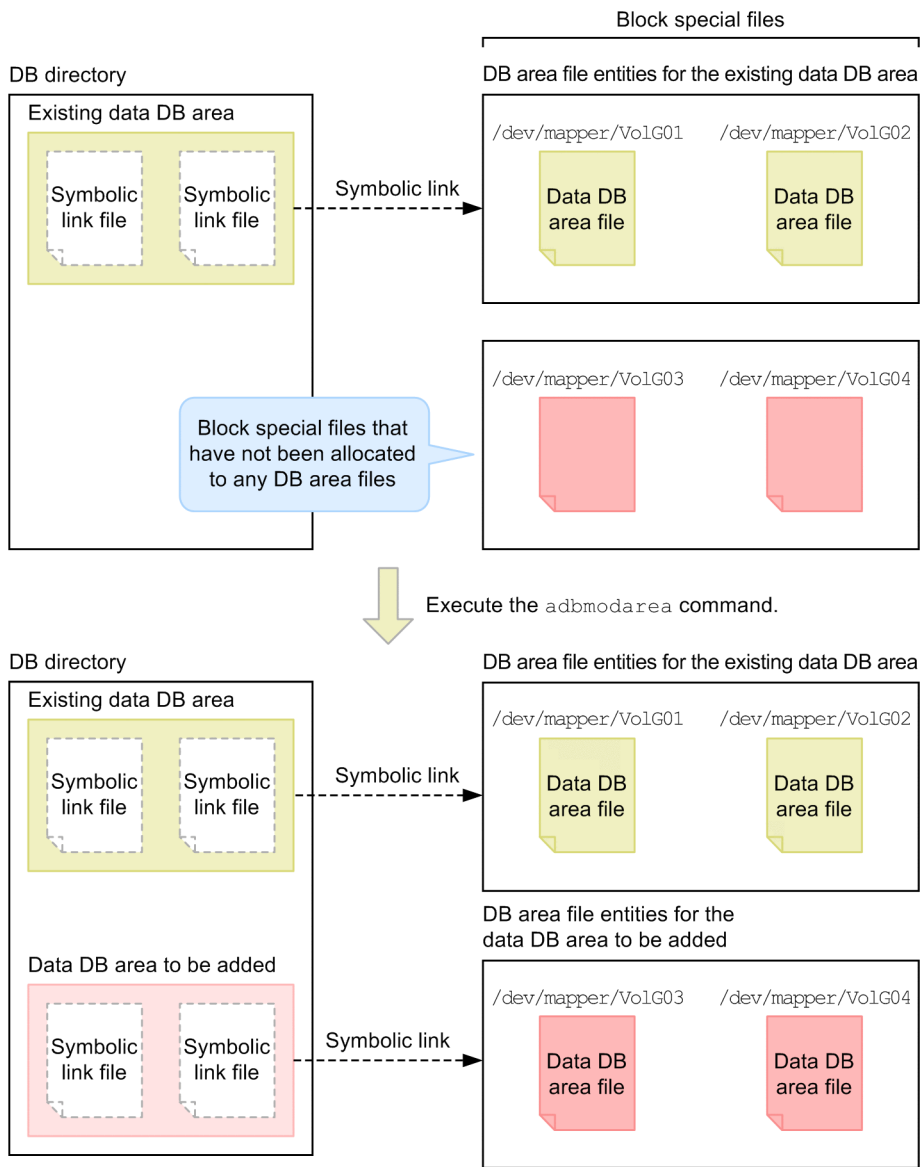 Block special files
DB directory
DB area file entities for the existing data DB area
Existing data DB area
/dev/mapper/VolG01
/dev/mapper/VolG02
Symbolic
link file
Symbolic
link file
Symbolic link
Data DB
area file
Data DB
area file
/dev/mapper/VolG03
/dev/mapper/VolG04
Block special files that
have not been allocated
to any DB area files
Execute the adbmodarea command.
DB directory
DB area file entities for the existing data DB area
Existing data DB area
/dev/mapper/VolG01
/dev/mapper/VolG02
Symbolic
link file
Symbolic
link file
Symbolic link
Data DB
area file
Data DB
area file
DB area file entities for the
data DB area to be added
Data DB area to be added
/dev/mapper/VolG03
/dev/mapper/VolG04
Symbolic
link file
Symbolic
link file
Symbolic link
Data DB
area file
Data DB
area file